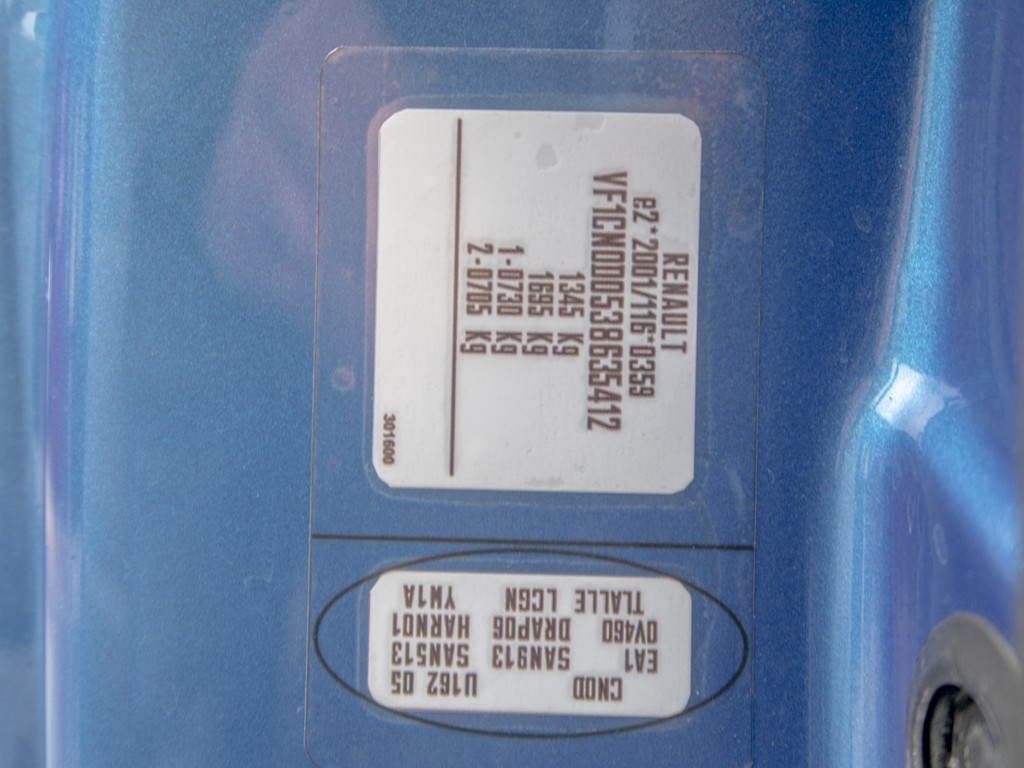 RENAULT
e2*2001/116*0359
VF1CN0D0538635412
1345 Kg
1695 Kg
1-0730 Kg
2-0705 Kg
301600
CN0D U162 05
EA1 SAN913 SAN513
0V460 DRAP06 HARN01
TLALLE LCGN YM1A